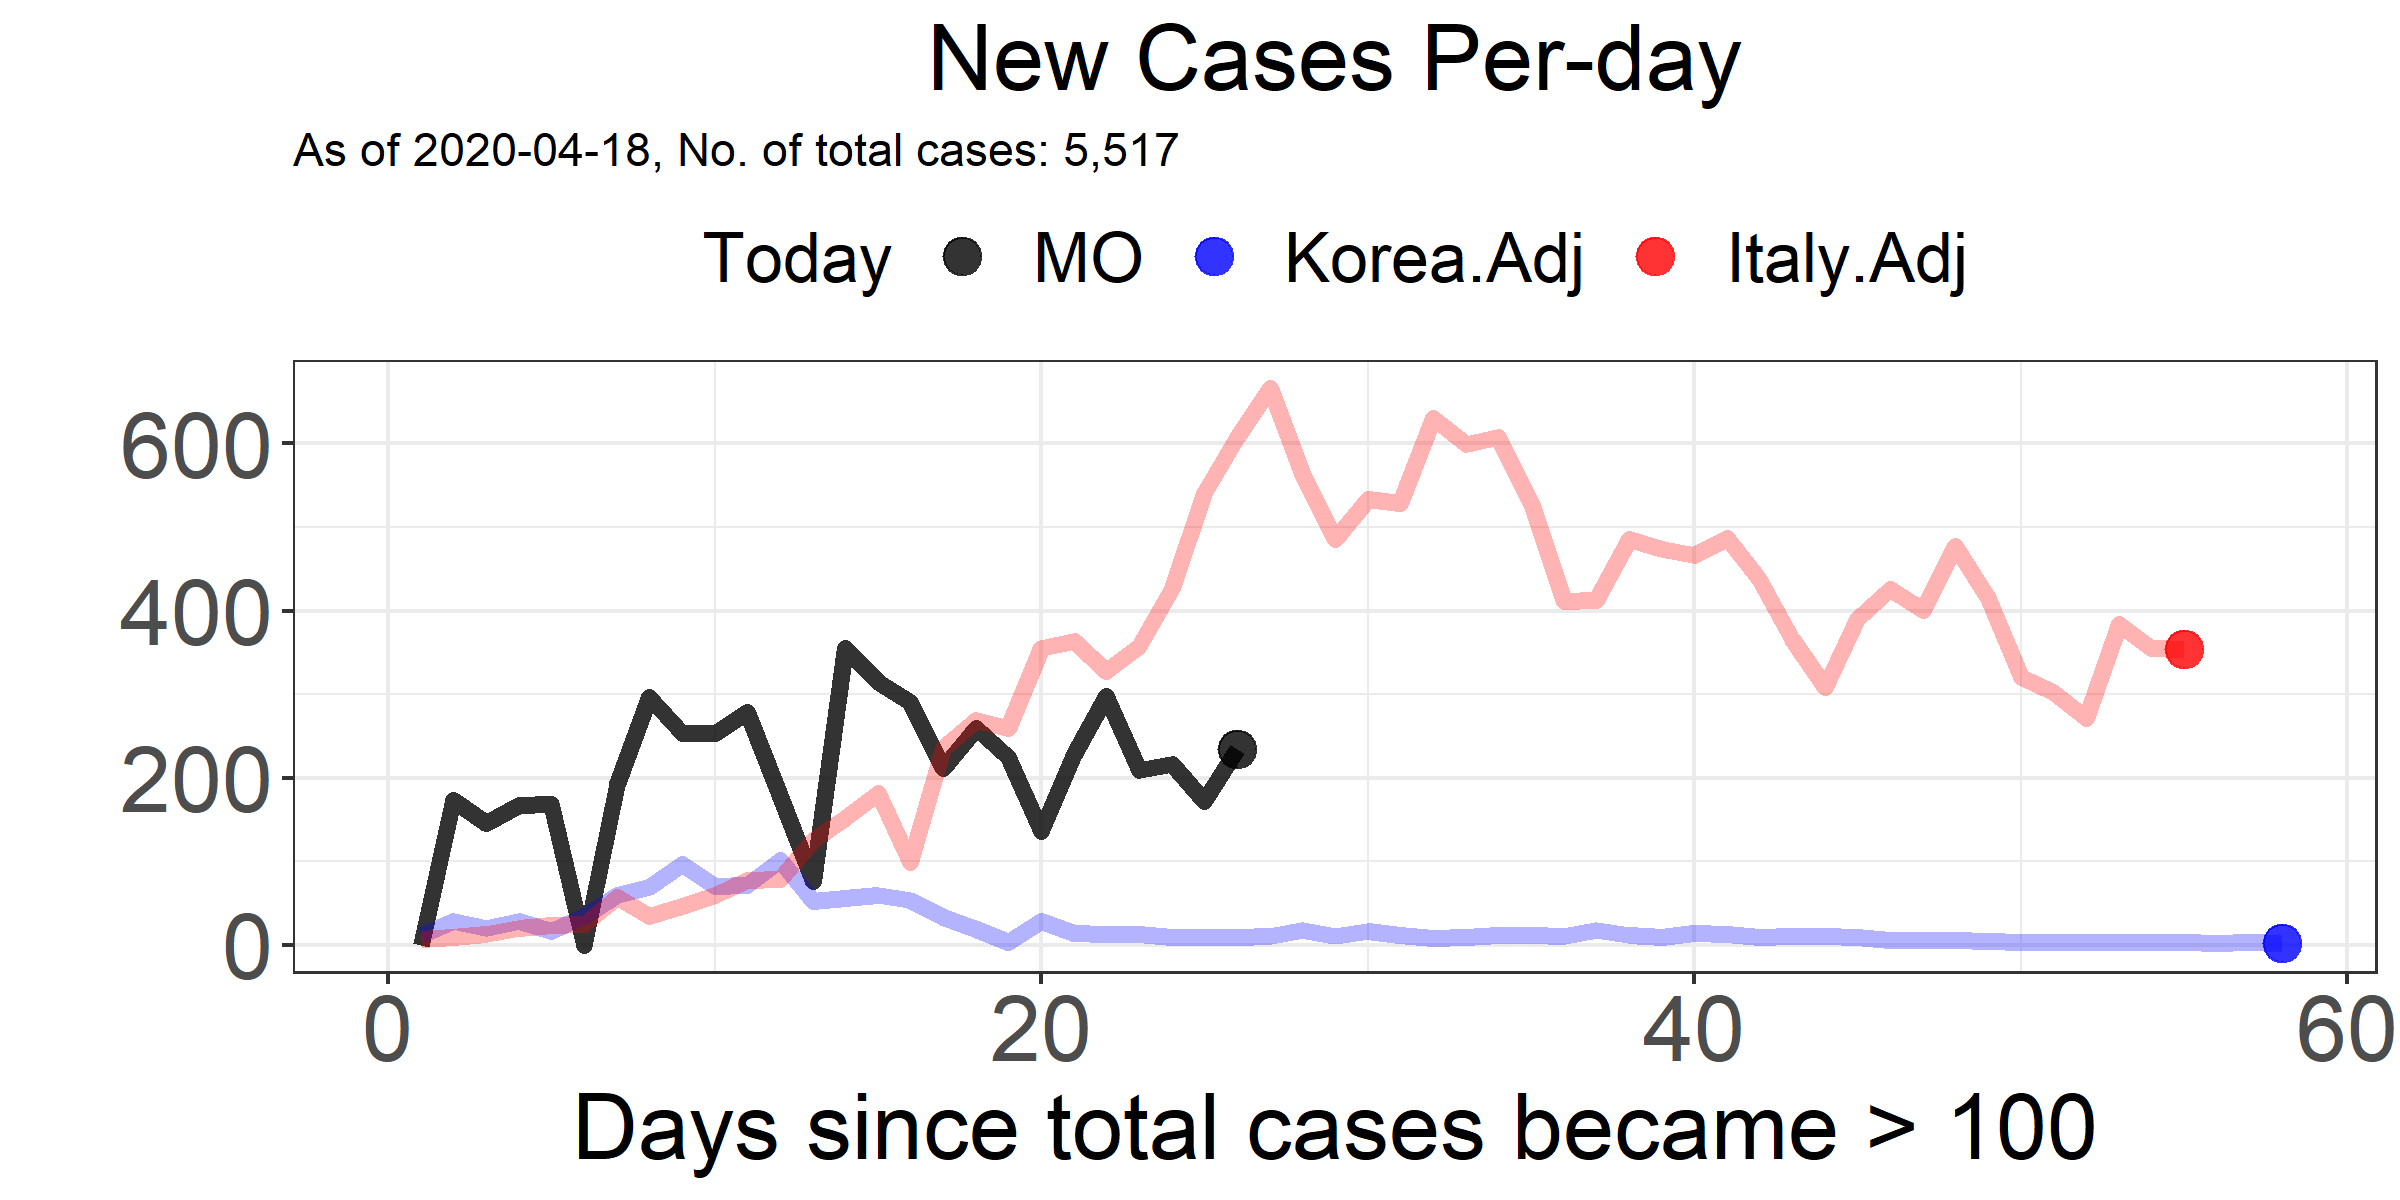 New Cases Per-day
As of 2020-04-18, No. of total cases: 5,517
Today MO Korea.Adj Italy.Adj
600
400
200
0
0 20 40 60
Days since total cases became > 100